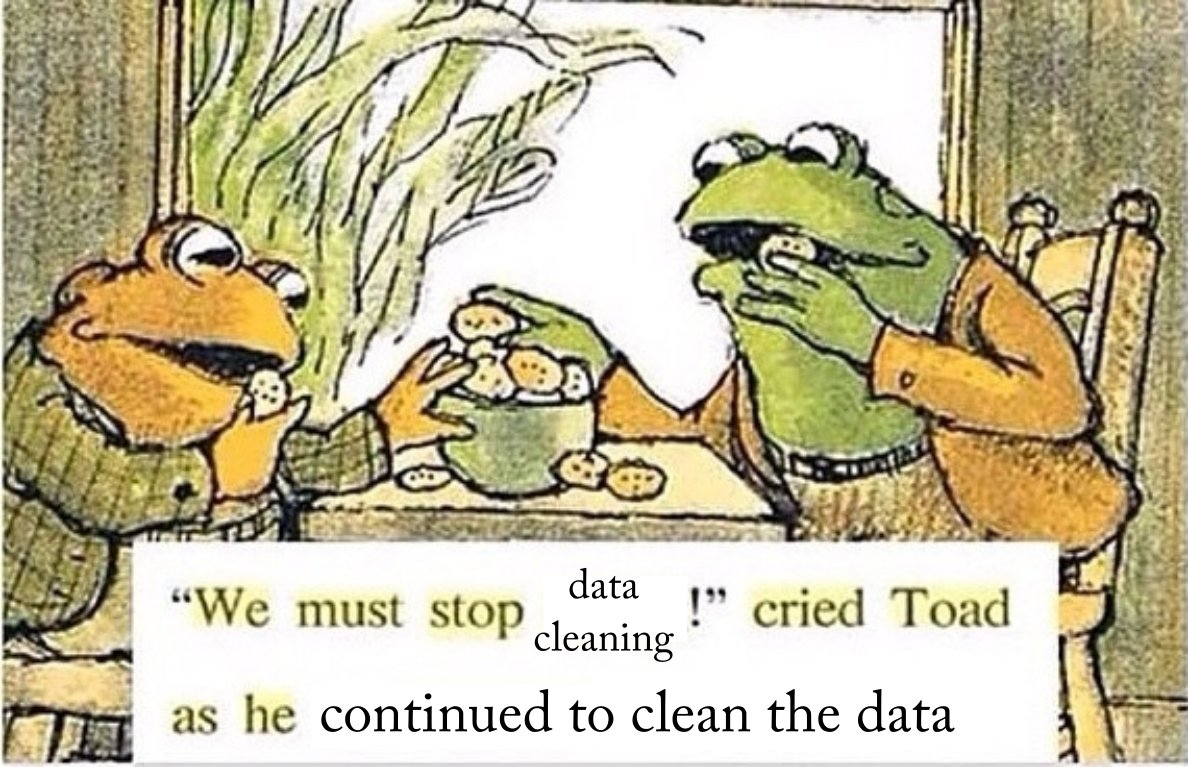 “We must stop data cleaning !” cried Toad
as he continued to clean the data